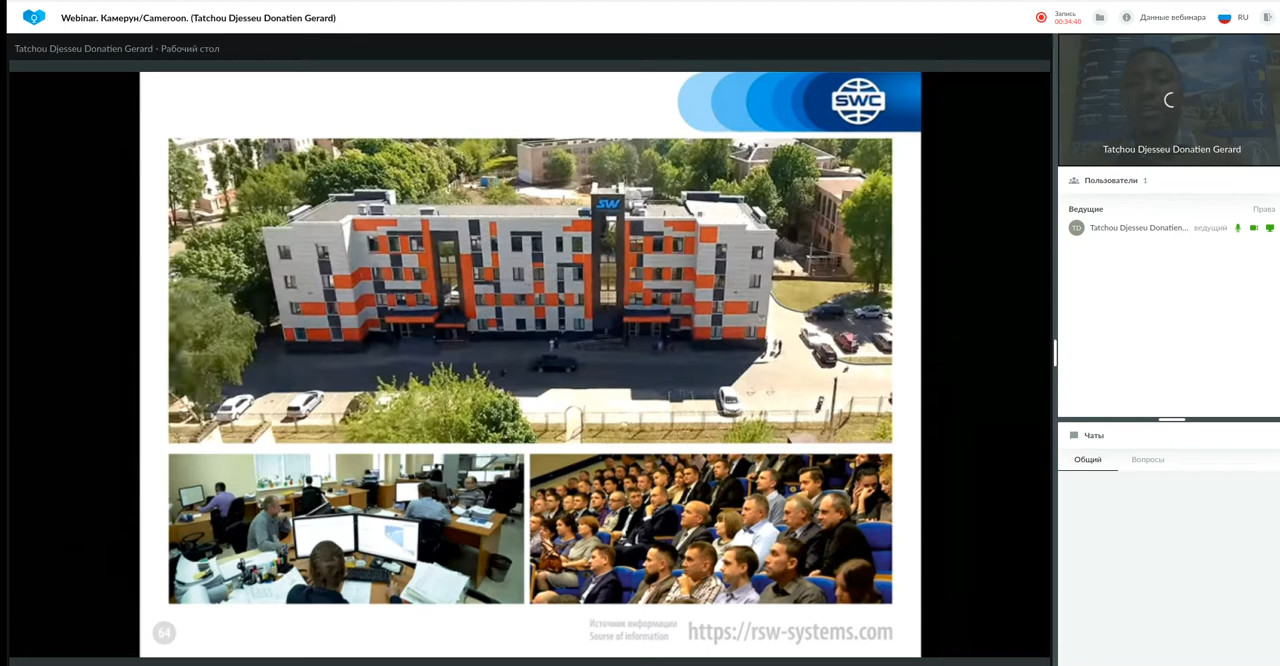 Webinar. Камерун/Cameroon. (Tatchou Djesseu Donatien Gerard)
Запись
00:34:40
Данные вебинара
RU
Tatchou Djesseu Donatien Gerard - Рабочий стол
SWC
SW
64
Источник информации
Sourse of information
https://rsw-systems.com
Tatchou Djesseu Donatien Gerard
Пользователи 1
Ведущие
Права
TD
Tatchou Djesseu Donatien...
ведущий
Чаты
Общий
Вопросы